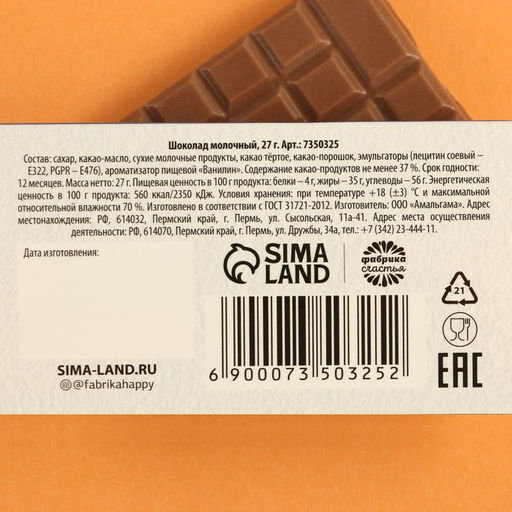 Шоколад молочный, 27 г. Арт.: 7350325
Состав: сахар, какао-масло, сухие молочные продукты, какао тёртое, какао-порошок, эмульгаторы (лецитин соевый –
E322, PGPR – E476), ароматизатор пищевой «Ванилин». Содержание какао-продуктов не менее 37 %. Срок годности:
12 месяцев. Масса нетто: 27 г. Пищевая ценность в 100 г продукта: белки – 4 г, жиры – 35 г, углеводы – 56 г. Энергетическая
ценность в 100 г продукта: 560 ккал/2350 кДж. Условия хранения: при температуре +18 (±3) °С и максимальной
относительной влажности 70 %. Изготовлено в соответствии с ГОСТ 31721-2012. Изготовитель: ООО «Амальгама». Адрес
местонахождения: РФ, 614032, Пермский край, г. Пермь, ул. Сысольская, 11а-41. Адрес места осуществления
деятельности: РФ, 614070, Пермский край, г. Пермь, ул. Дружбы, 34а, тел.: +7 (342) 23-444-11.
Дата изготовления:
SIMA
LAND
фабрика
счастья
21
6 900073 503252
SIMA-LAND.RU
@fabrikahappy
EAC